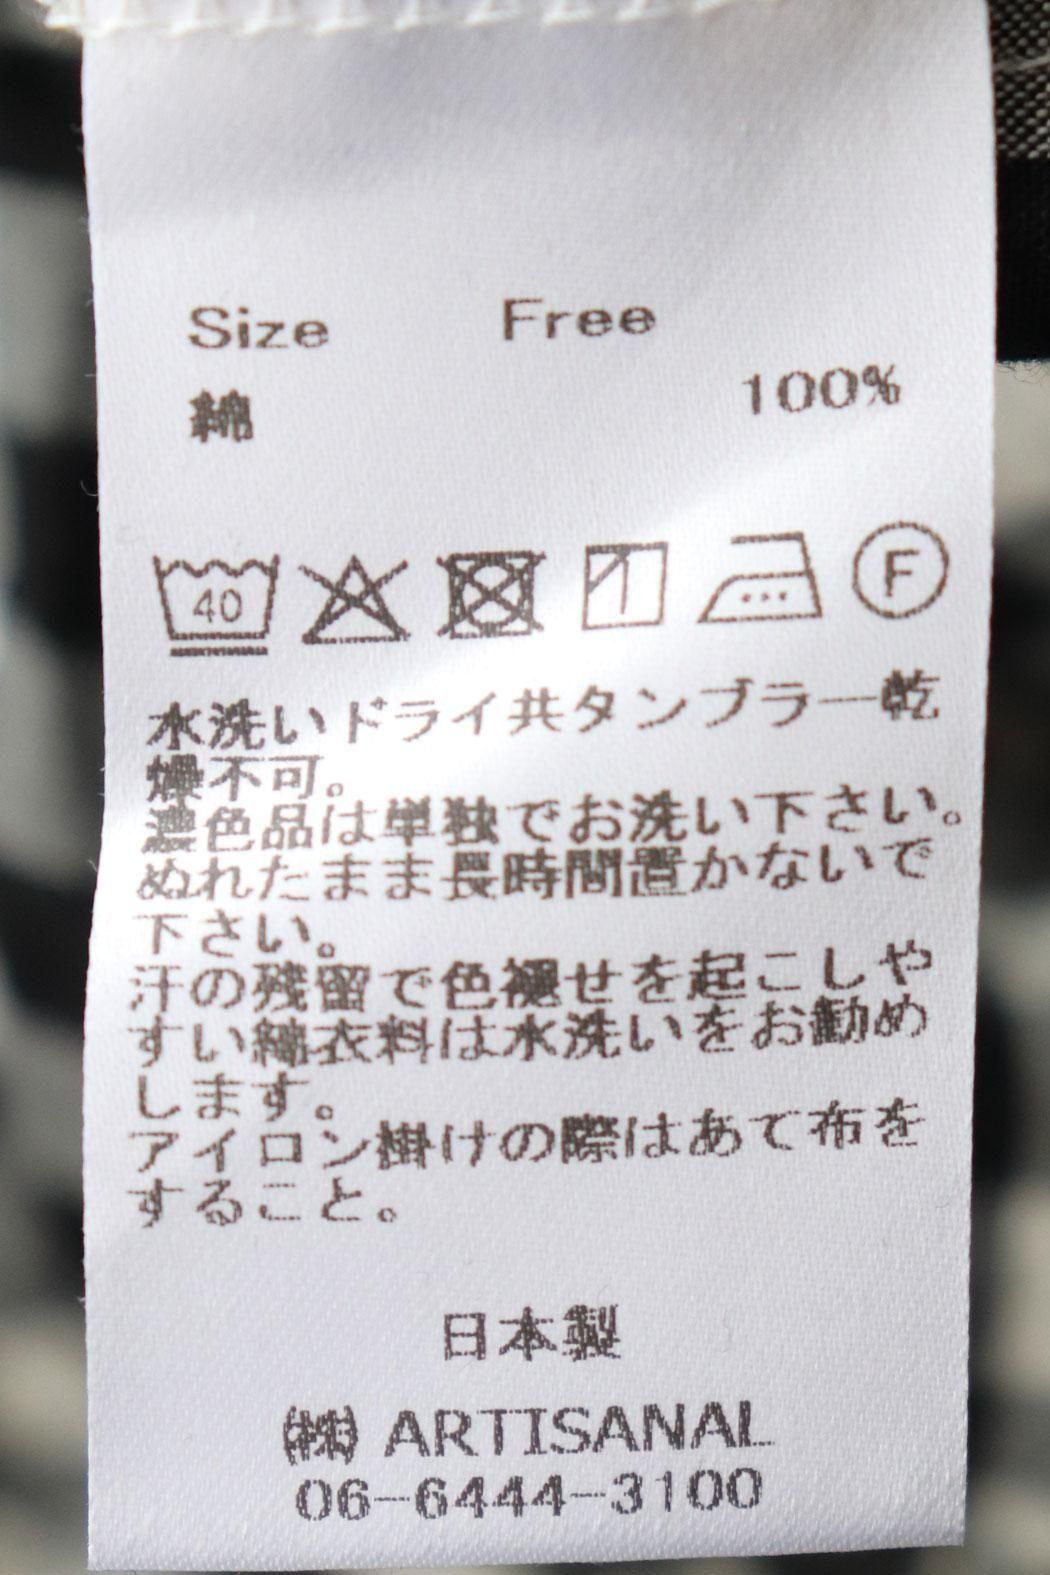 Size Free
綿 100%
40
F
水洗いドライ共タンブラー乾
燥不可。
濃色品は単独でお洗い下さい。
ぬれたまま長時間置かないで
下さい。
汗の残留で色褪せを起こしや
すい綿衣料は水洗いをお勧め
します。
アイロン掛けの際はあて布を
すること。
日本製
㈱ ARTISANAL
06-6444-3100